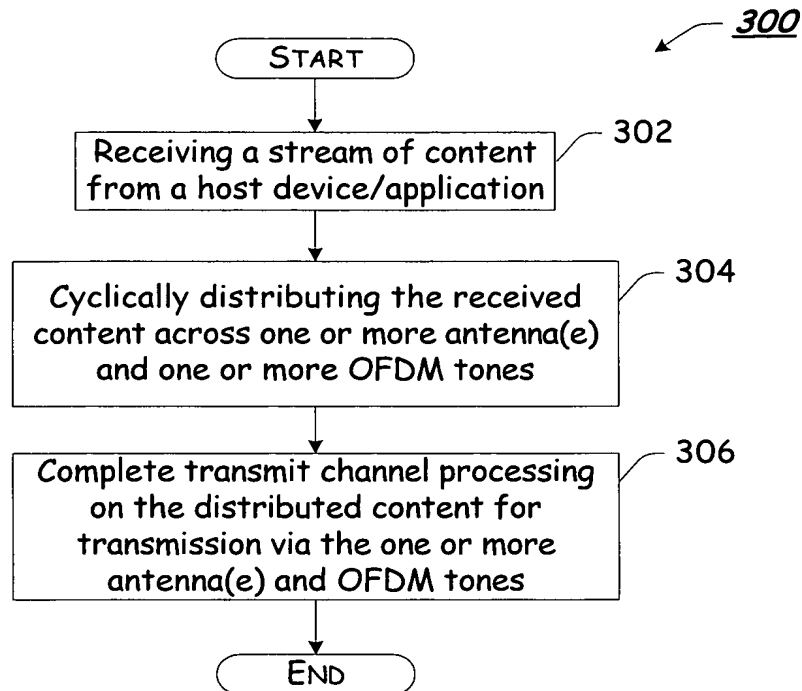 300
START
302
Receiving a stream of content
from a host device/application
304
Cyclically distributing the received
content across one or more antenna(e)
and one or more OFDM tones
306
Complete transmit channel processing
on the distributed content for
transmission via the one or more
antenna(e) and OFDM tones
END